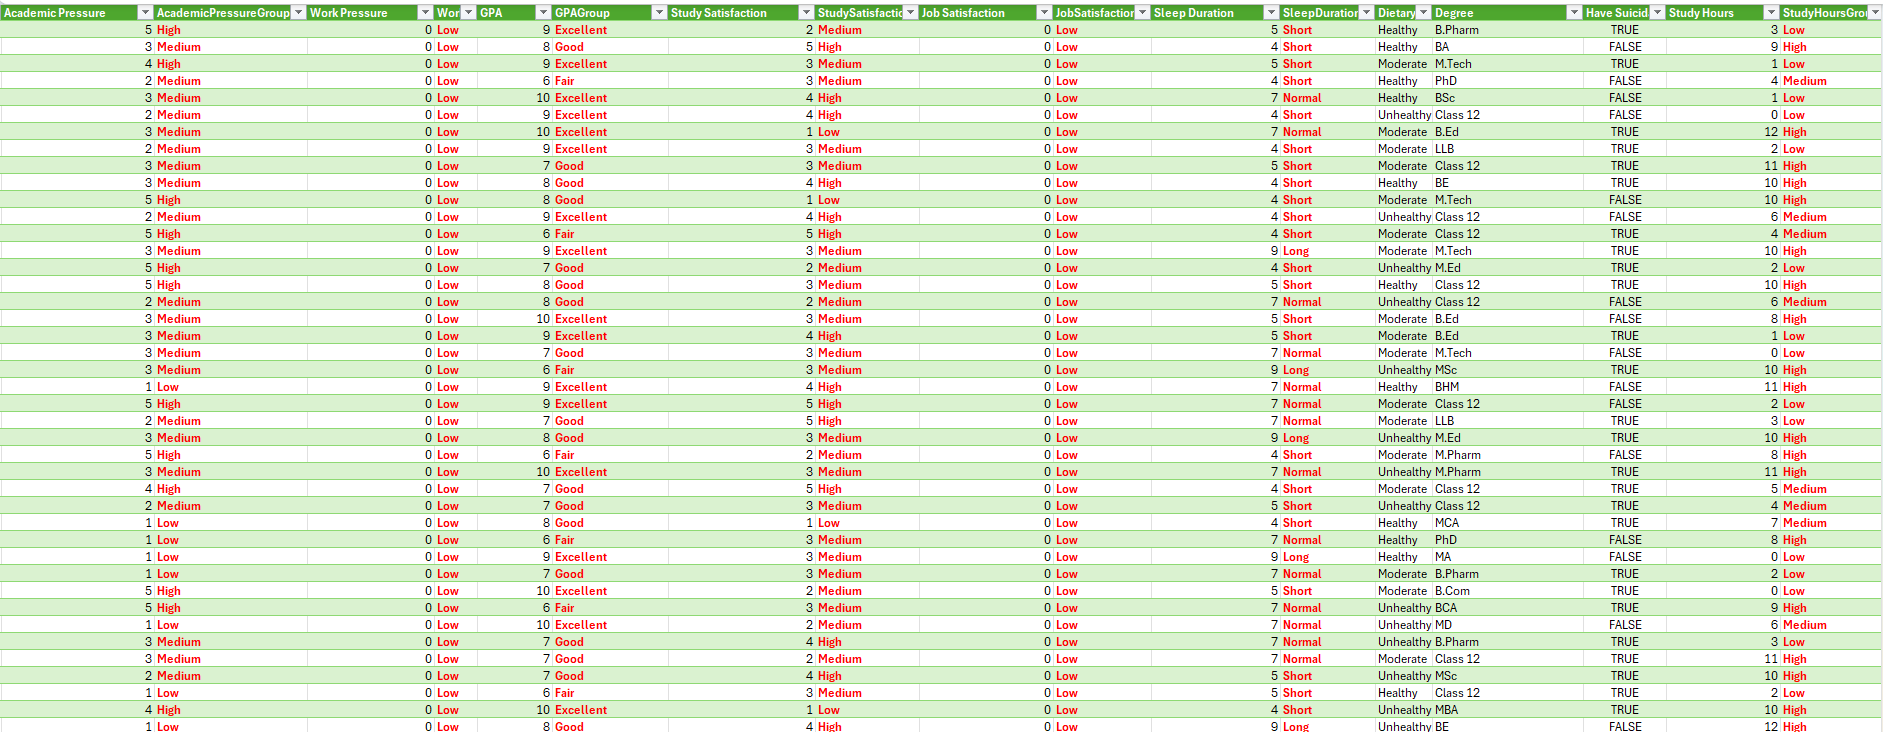 Academic Pressure AcademicPressureGroup Work Pressure Wor GPA GPAGroup Study Satisfaction StudySatisfactic Job Satisfaction JobSatisfaction Sleep Duration SleepDuration Dietary Degree Have Suicid Study Hours StudyHoursGrou
5 High 0 Low 9 Excellent 2 Medium 0 Low 5 Short Healthy B.Pharm TRUE 3 Low
3 Medium 0 Low 8 Good 5 High 0 Low 4 Short Healthy BA FALSE 9 High
4 High 0 Low 9 Excellent 3 Medium 0 Low 5 Short Moderate M.Tech TRUE 1 Low
2 Medium 0 Low 6 Fair 3 Medium 0 Low 4 Short Healthy PhD FALSE 4 Medium
3 Medium 0 Low 10 Excellent 4 High 0 Low 7 Normal Healthy BSc FALSE 1 Low
2 Medium 0 Low 9 Excellent 4 High 0 Low 4 Short Unhealthy Class 12 FALSE 0 Low
3 Medium 0 Low 10 Excellent 1 Low 0 Low 7 Normal Moderate B.Ed TRUE 12 High
2 Medium 0 Low 9 Excellent 3 Medium 0 Low 4 Short Moderate LLB TRUE 2 Low
3 Medium 0 Low 7 Good 3 Medium 0 Low 5 Short Moderate Class 12 TRUE 11 High
3 Medium 0 Low 8 Good 4 High 0 Low 4 Short Healthy BE TRUE 10 High
5 High 0 Low 8 Good 1 Low 0 Low 4 Short Moderate M.Tech TRUE 10 High
2 Medium 0 Low 9 Excellent 4 High 0 Low 4 Short Unhealthy Class 12 FALSE 6 Medium
5 High 0 Low 6 Fair 5 High 0 Low 4 Short Moderate Class 12 TRUE 4 Medium
3 Medium 0 Low 9 Excellent 3 Medium 0 Low 9 Long Moderate M.Tech TRUE 10 High
5 High 0 Low 7 Good 2 Medium 0 Low 4 Short Unhealthy M.Ed TRUE 2 Low
5 High 0 Low 8 Good 3 Medium 0 Low 5 Short Healthy Class 12 TRUE 10 High
2 Medium 0 Low 8 Good 2 Medium 0 Low 7 Normal Unhealthy Class 12 FALSE 6 Medium
3 Medium 0 Low 10 Excellent 3 Medium 0 Low 5 Short Moderate B.Ed FALSE 8 High
3 Medium 0 Low 9 Excellent 4 High 0 Low 5 Short Moderate B.Ed TRUE 1 Low
3 Medium 0 Low 7 Good 3 Medium 0 Low 7 Normal Moderate M.Tech FALSE 0 Low
3 Medium 0 Low 6 Fair 3 Medium 0 Low 9 Long Unhealthy MSc TRUE 10 High
1 Low 0 Low 9 Excellent 4 High 0 Low 7 Normal Healthy BHM FALSE 11 High
5 High 0 Low 9 Excellent 5 High 0 Low 7 Normal Moderate Class 12 FALSE 2 Low
2 Medium 0 Low 7 Good 5 High 0 Low 7 Normal Moderate LLB TRUE 3 Low
3 Medium 0 Low 8 Good 3 Medium 0 Low 9 Long Unhealthy M.Ed TRUE 10 High
5 High 0 Low 6 Fair 2 Medium 0 Low 4 Short Moderate M.Pharm FALSE 8 High
3 Medium 0 Low 10 Excellent 3 Medium 0 Low 7 Normal Unhealthy M.Pharm TRUE 11 High
4 High 0 Low 7 Good 5 High 0 Low 4 Short Moderate Class 12 TRUE 5 Medium
2 Medium 0 Low 7 Good 3 Medium 0 Low 5 Short Unhealthy Class 12 TRUE 4 Medium
1 Low 0 Low 8 Good 1 Low 0 Low 4 Short Healthy MCA TRUE 7 Medium
1 Low 0 Low 6 Fair 3 Medium 0 Low 7 Normal Healthy PhD TRUE 8 High
1 Low 0 Low 9 Excellent 3 Medium 0 Low 9 Long Healthy MA FALSE 0 Low
1 Low 0 Low 7 Good 3 Medium 0 Low 7 Normal Moderate B.Pharm TRUE 2 Low
5 High 0 Low 10 Excellent 2 Medium 0 Low 5 Short Moderate B.Com TRUE 0 Low
5 High 0 Low 6 Fair 3 Medium 0 Low 7 Normal Unhealthy BCA TRUE 9 High
1 Low 0 Low 10 Excellent 2 Medium 0 Low 7 Normal Unhealthy MD FALSE 6 Medium
3 Medium 0 Low 7 Good 4 High 0 Low 7 Normal Unhealthy B.Pharm TRUE 3 Low
3 Medium 0 Low 7 Good 2 Medium 0 Low 7 Normal Moderate Class 12 TRUE 11 High
2 Medium 0 Low 7 Good 4 High 0 Low 5 Short Unhealthy MSc TRUE 10 High
1 Low 0 Low 6 Fair 3 Medium 0 Low 5 Short Healthy Class 12 TRUE 2 Low
4 High 0 Low 10 Excellent 1 Low 0 Low 4 Short Unhealthy MBA TRUE 10 High
1 Low 0 Low 8 Good 4 High 0 Low 9 Long Unhealthy BE FALSE 12 High